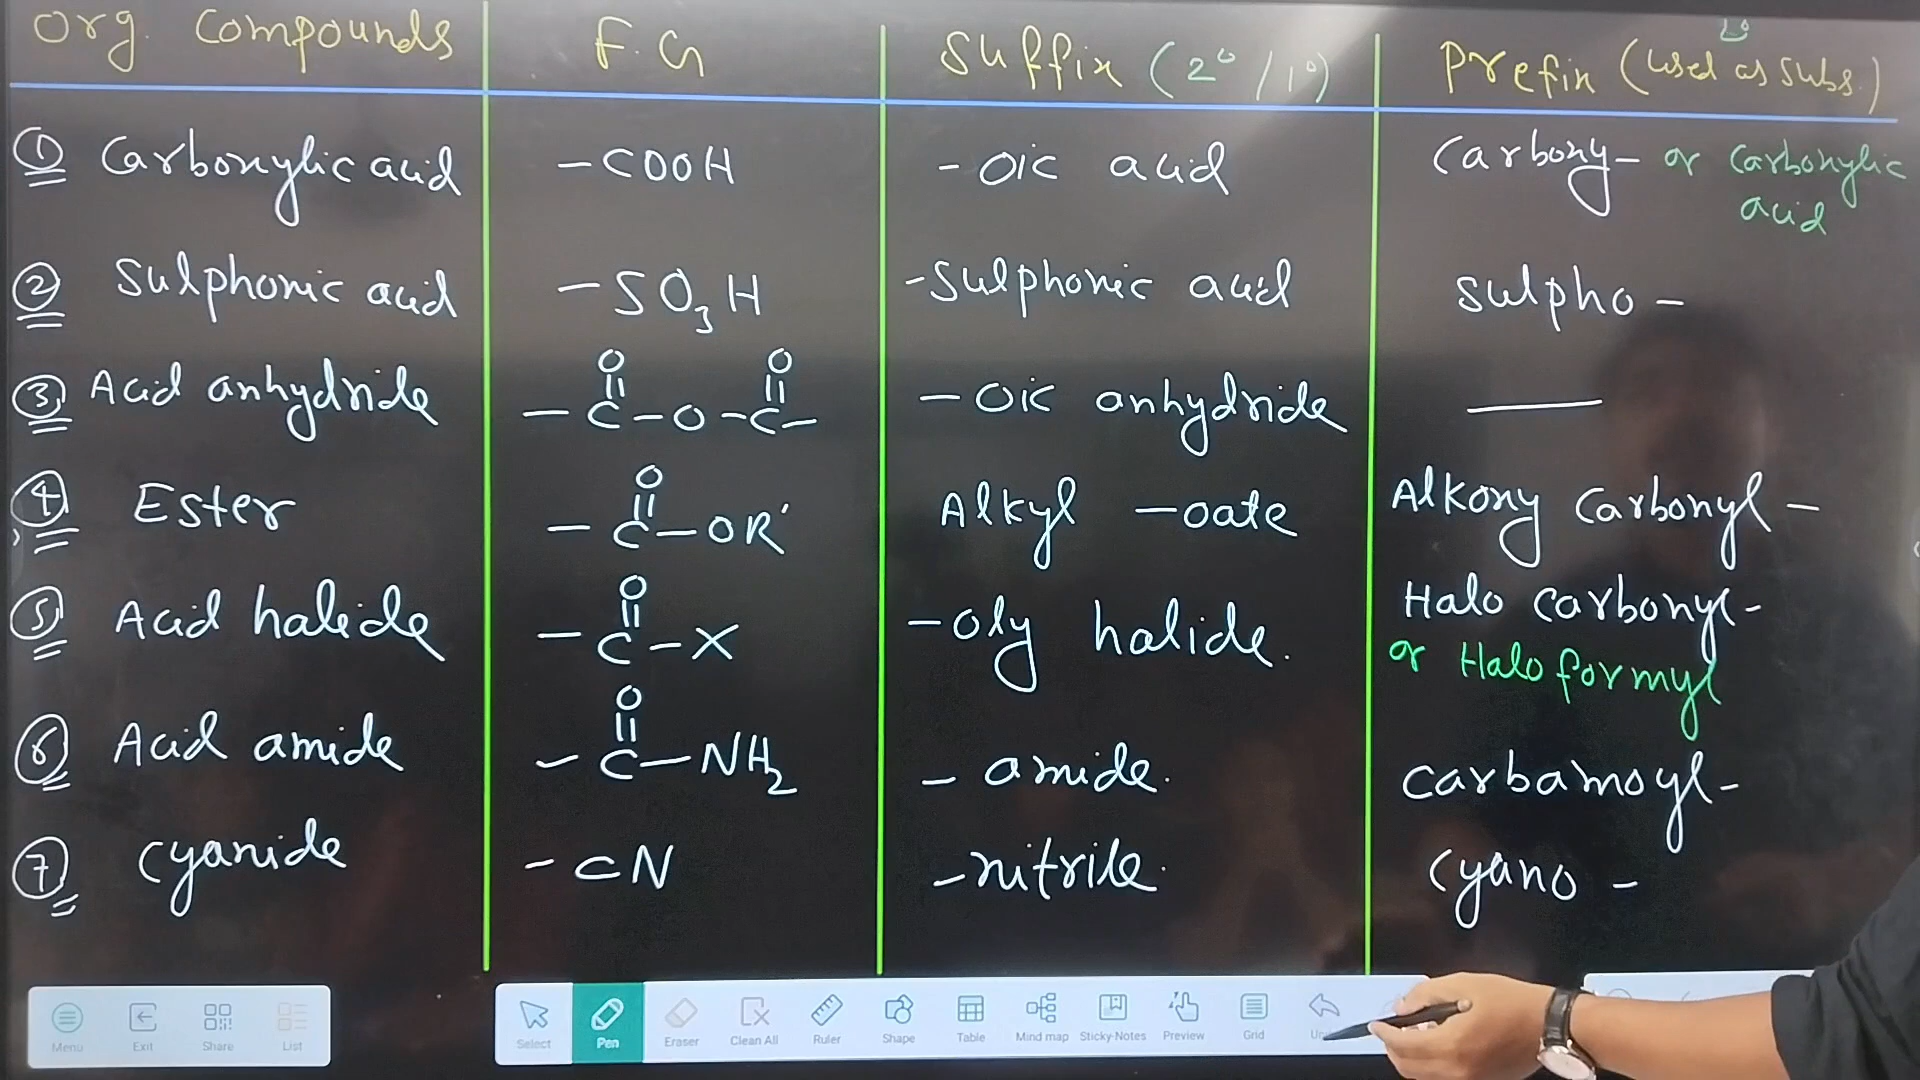 Org. Compounds F.G Suffix (2° / 1°) Prefix (used as subs.)
① Carboxylic acid -COOH - oic acid Carboxy- or Carboxylic acid
② Sulphonic acid -SO3H -Sulphonic acid sulpho -
③ Acid anhydride -C-O-C- O O - oic anhydride —
④ Ester -C-OR' O Alkyl -oate Alkoxy Carbonyl -
⑤ Acid halide -C-X O -oly halide. Halo carbonyl-
or Halo formyl
⑥ Acid amide -C-NH2 O - amide. carbamoyl-
⑦ Cyanide -CN -nitrile. Cyano -
Menu Exit Share List Select Pen Eraser Clean All Ruler Shape Table Mind map Sticky-Notes Preview Grid